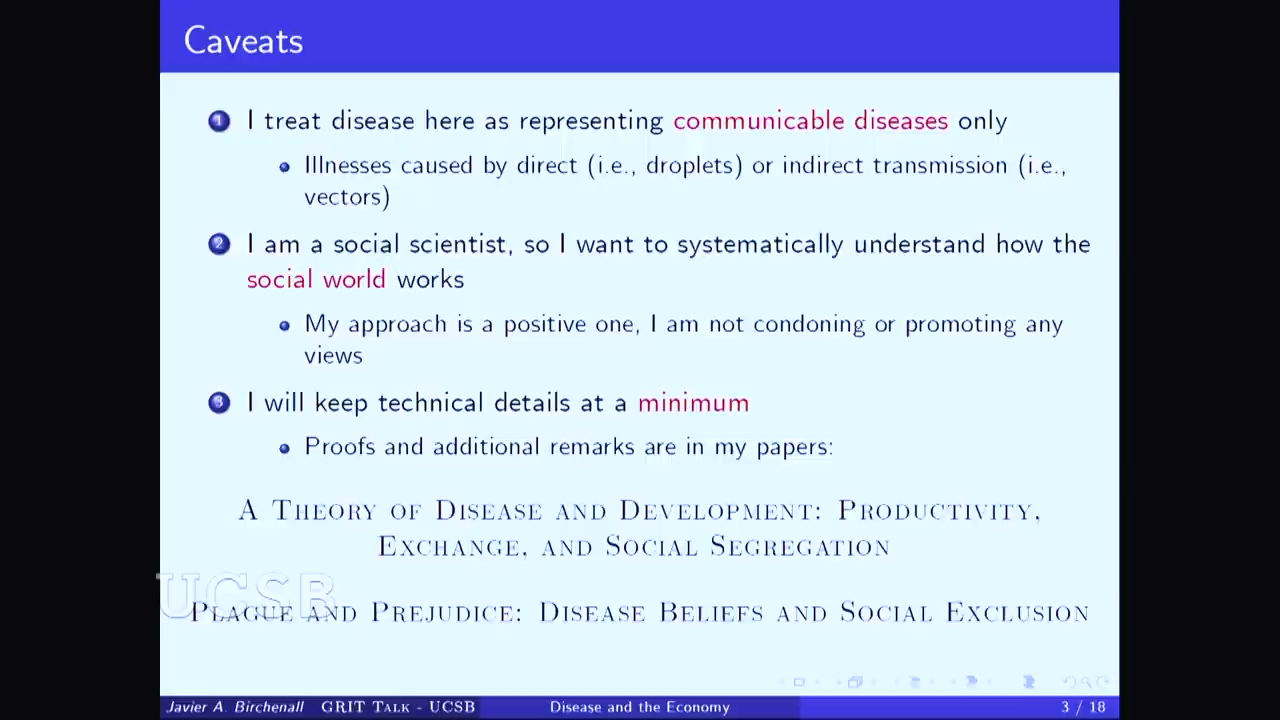 Caveats
1 I treat disease here as representing communicable diseases only
Illnesses caused by direct (i.e., droplets) or indirect transmission (i.e.,
vectors)
2 I am a social scientist, so I want to systematically understand how the
social world works
My approach is a positive one, I am not condoning or promoting any
views
3 I will keep technical details at a minimum
Proofs and additional remarks are in my papers:
A Theory of Disease and Development: Productivity,
Exchange, and Social Segregation
UCSB
Plague and Prejudice: Disease Beliefs and Social Exclusion
Javier A. Birchenall GRIT Talk - UCSB Disease and the Economy 3 / 18